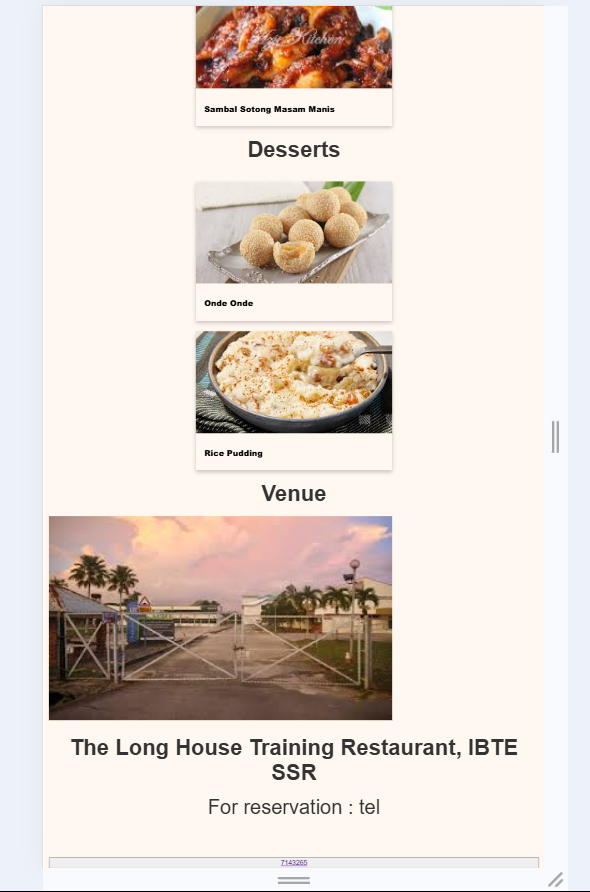 Kitchen
Sambal Sotong Masam Manis
Desserts
Onde Onde
Rice Pudding
Venue
The Long House Training Restaurant, IBTE
SSR
For reservation : tel
7143265